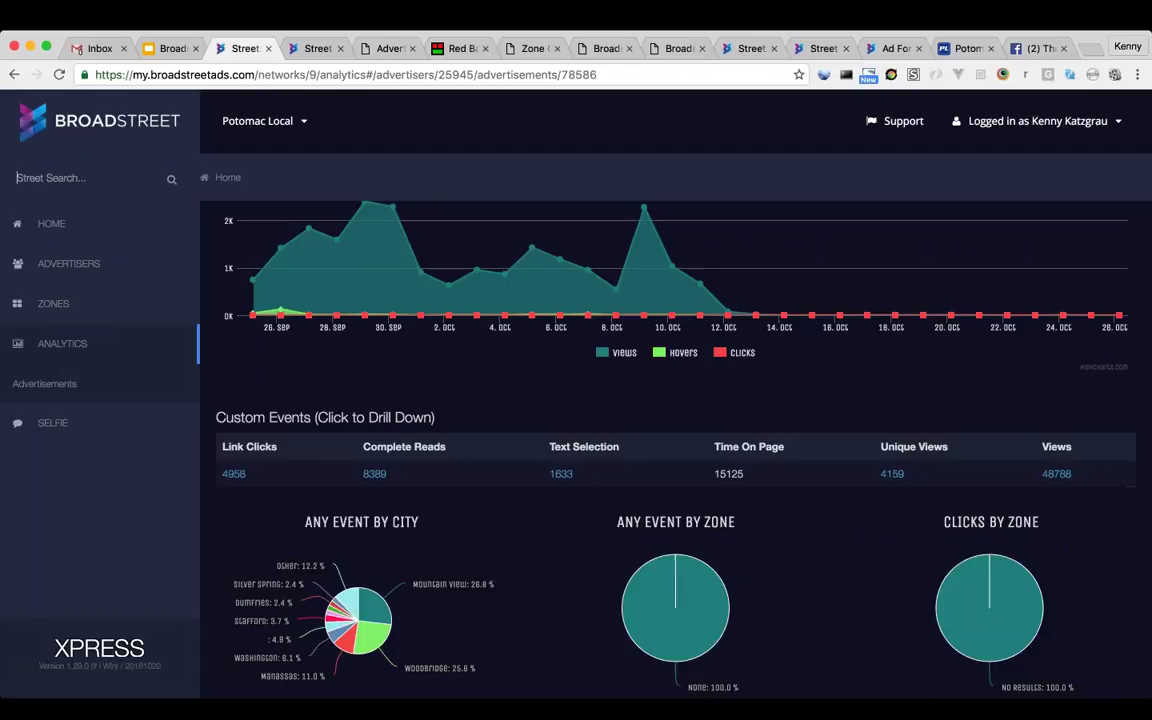 Inbox
Broad:
Street:
Street
Advert
Red Ba
Zone (
Broad:
Broad:
Street:
Street
Ad For
Potom
(2) Th
Kenny
https://my.broadstreetads.com/networks/9/analytics#/advertisers/25945/advertisements/78586
New
BROADSTREET
Potomac Local
Support
Logged in as Kenny Katzgrau
Street Search...
Home
HOME
ADVERTISERS
ZONES
ANALYTICS
Advertisements
SELFIE
XPRESS
2K
1K
0K
26. SEP
28. SEP
30. SEP
2. OCT
4. OCT
6. OCT
8. OCT
10. OCT
12. OCT
14. OCT
16. OCT
18. OCT
20. OCT
22. OCT
24. OCT
26. OCT
Views
Hovers
Clicks
HIGHCHARTS.COM
Custom Events (Click to Drill Down)
Link Clicks Complete Reads Text Selection Time On Page Unique Views Views
4958 8389 1633 15125 4159 48788
ANY EVENT BY CITY
Other: 12.2 %
Silver Spring: 2.4 %
Dumfries: 2.4 %
Stafford: 3.7 %
: 4.9 %
Washington: 6.1 %
Manassas: 11.0 %
Mountain View: 26.8 %
Woodbridge: 25.6 %
ANY EVENT BY ZONE
None: 100.0 %
CLICKS BY ZONE
No Results: 100.0 %